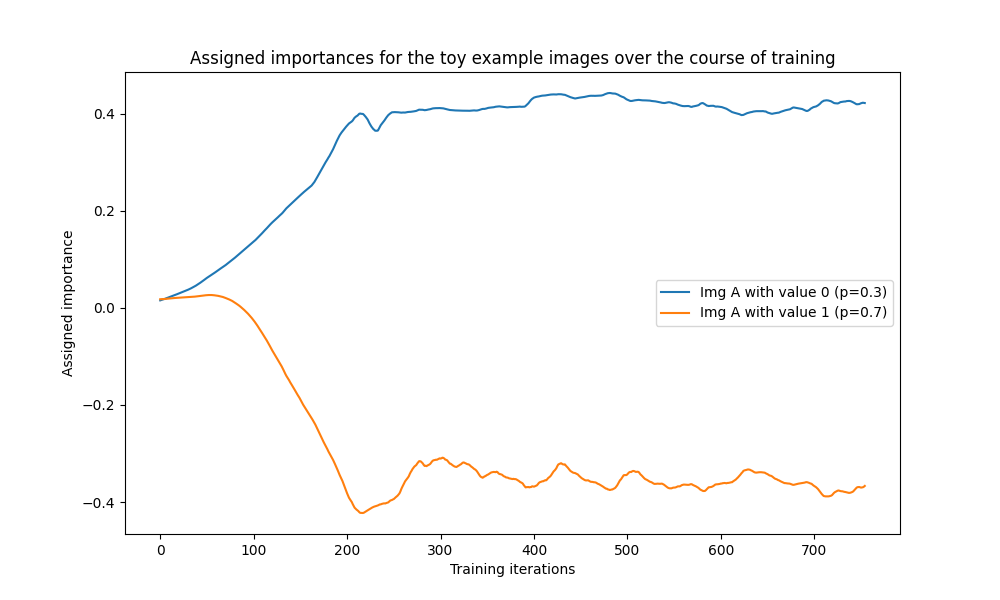 Assigned importances for the toy example images over the course of training
0.4
0.2
0.0
−0.2
−0.4
Assigned importance
Img A with value 0 (p=0.3)
Img A with value 1 (p=0.7)
0 100 200 300 400 500 600 700
Training iterations